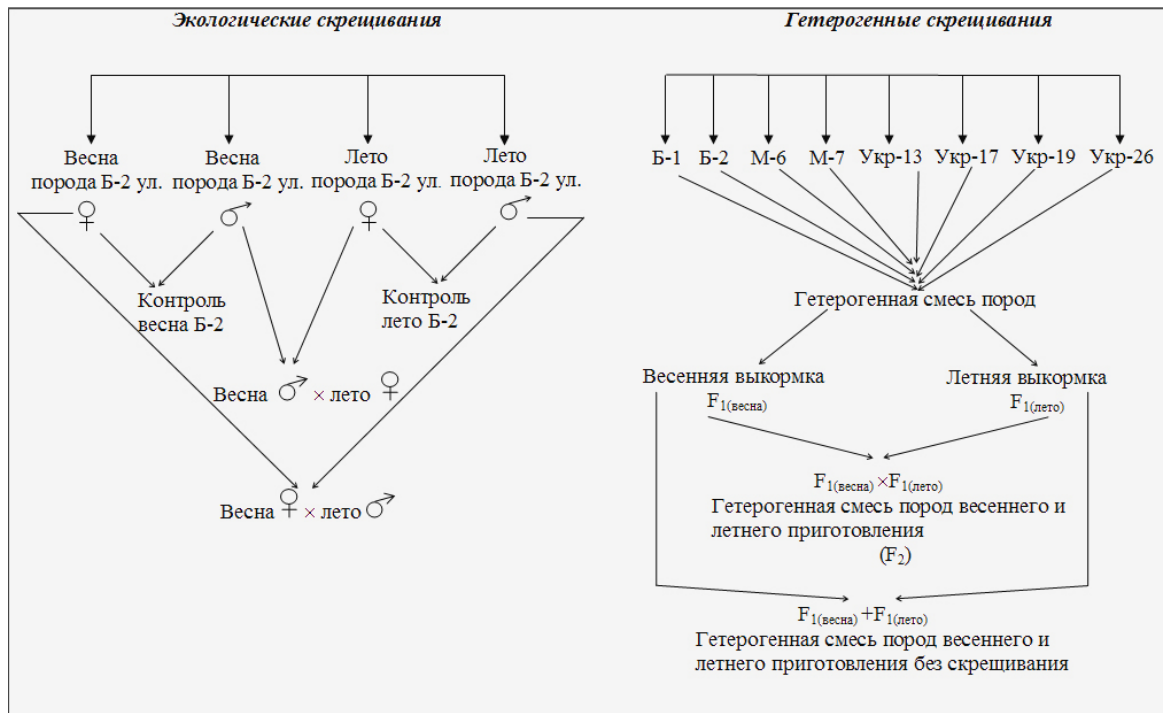 Экологические скрещивания
Весна
порода Б-2 ул.
Весна
порода Б-2 ул.
Лето
порода Б-2 ул.
Лето
порода Б-2 ул.
♀
♂
♀
♂
Контроль
весна Б-2
Контроль
лето Б-2
Весна ♂ × лето ♀
Весна ♀ × лето ♂
Гетерогенные скрещивания
Б-1 Б-2 М-6 М-7 Укр-13 Укр-17 Укр-19 Укр-26
Гетерогенная смесь пород
Весенняя выкормка
F1(весна)
Летняя выкормка
F1(лето)
F1(весна) ×F1(лето)
Гетерогенная смесь пород весеннего и
летнего приготовления
(F2)
F1(весна) +F1(лето)
Гетерогенная смесь пород весеннего и
летнего приготовления без скрещивания